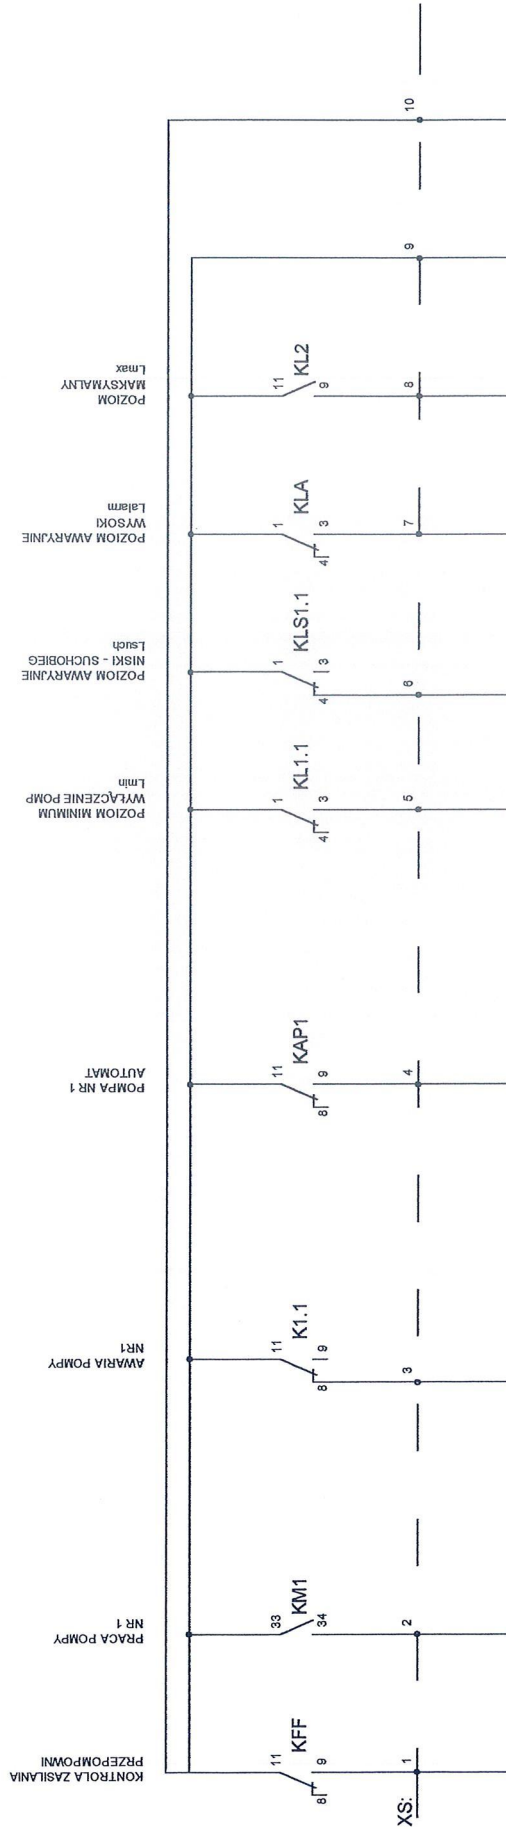 KONTROLA ZASILANIA
PRZEPOMPOWNI
PRACA POMPY
NR 1
AWARIA POMPY
NR1
POMPA NR 1
AUTOMAT
POZIOM MINIMUM
WYŁĄCZENIE POMP
Lmin
POZIOM AWARYJNIE
NISKI - SUCHOBIEG
Lsuch
POZIOM AWARYJNIE
WYSOKI
Lalarm
POZIOM
MAKSYMALNY
Lmax
11
8
9
KFF
33
34
KM1
11
8
9
K1.1
11
8
9
KAP1
1
4
3
KL1.1
1
4
3
KLS1.1
1
4
3
KLA
11
9
KL2
XS:
1
2
3
4
5
6
7
8
9
10